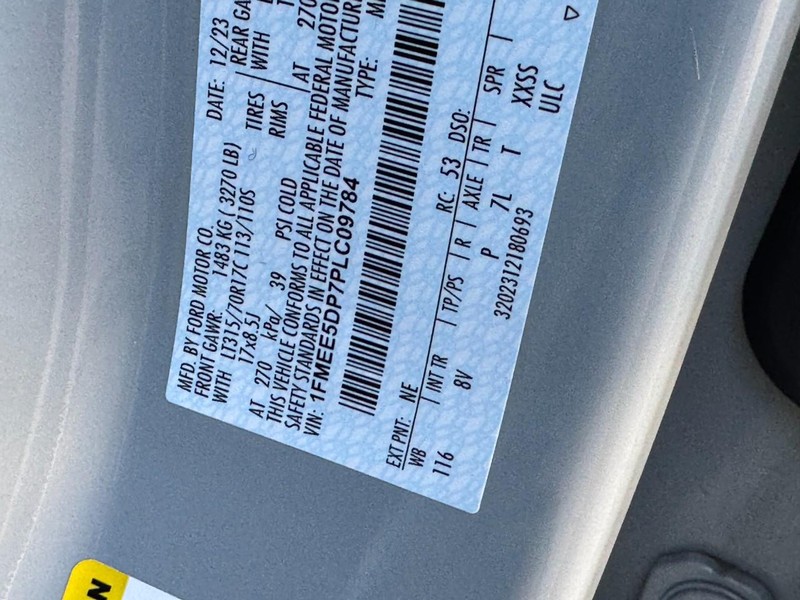 MFD. BY FORD MOTOR CO.
DATE: 12/23
FRONT GAWR: 1483 KG ( 3270 LB)
REAR GA
WITH LT315/70R17C 113/110S
TIRES
WITH
17x8.5J
RIMS
AT 270 kPa/ 39 PSI COLD
AT 270
THIS VEHICLE CONFORMS TO ALL APPLICABLE FEDERAL MOTOR
SAFETY STANDARDS IN EFFECT ON THE DATE OF MANUFACTUR
VIN: 1FMEE5DP7PLC09784
TYPE:
EXT PNT: NE
RC: 53 DSO:
WB | INT TR | TP/PS | R | AXLE | TR | SPR |
116 8V P 7L T XXSS
3202312180693
ULC
N